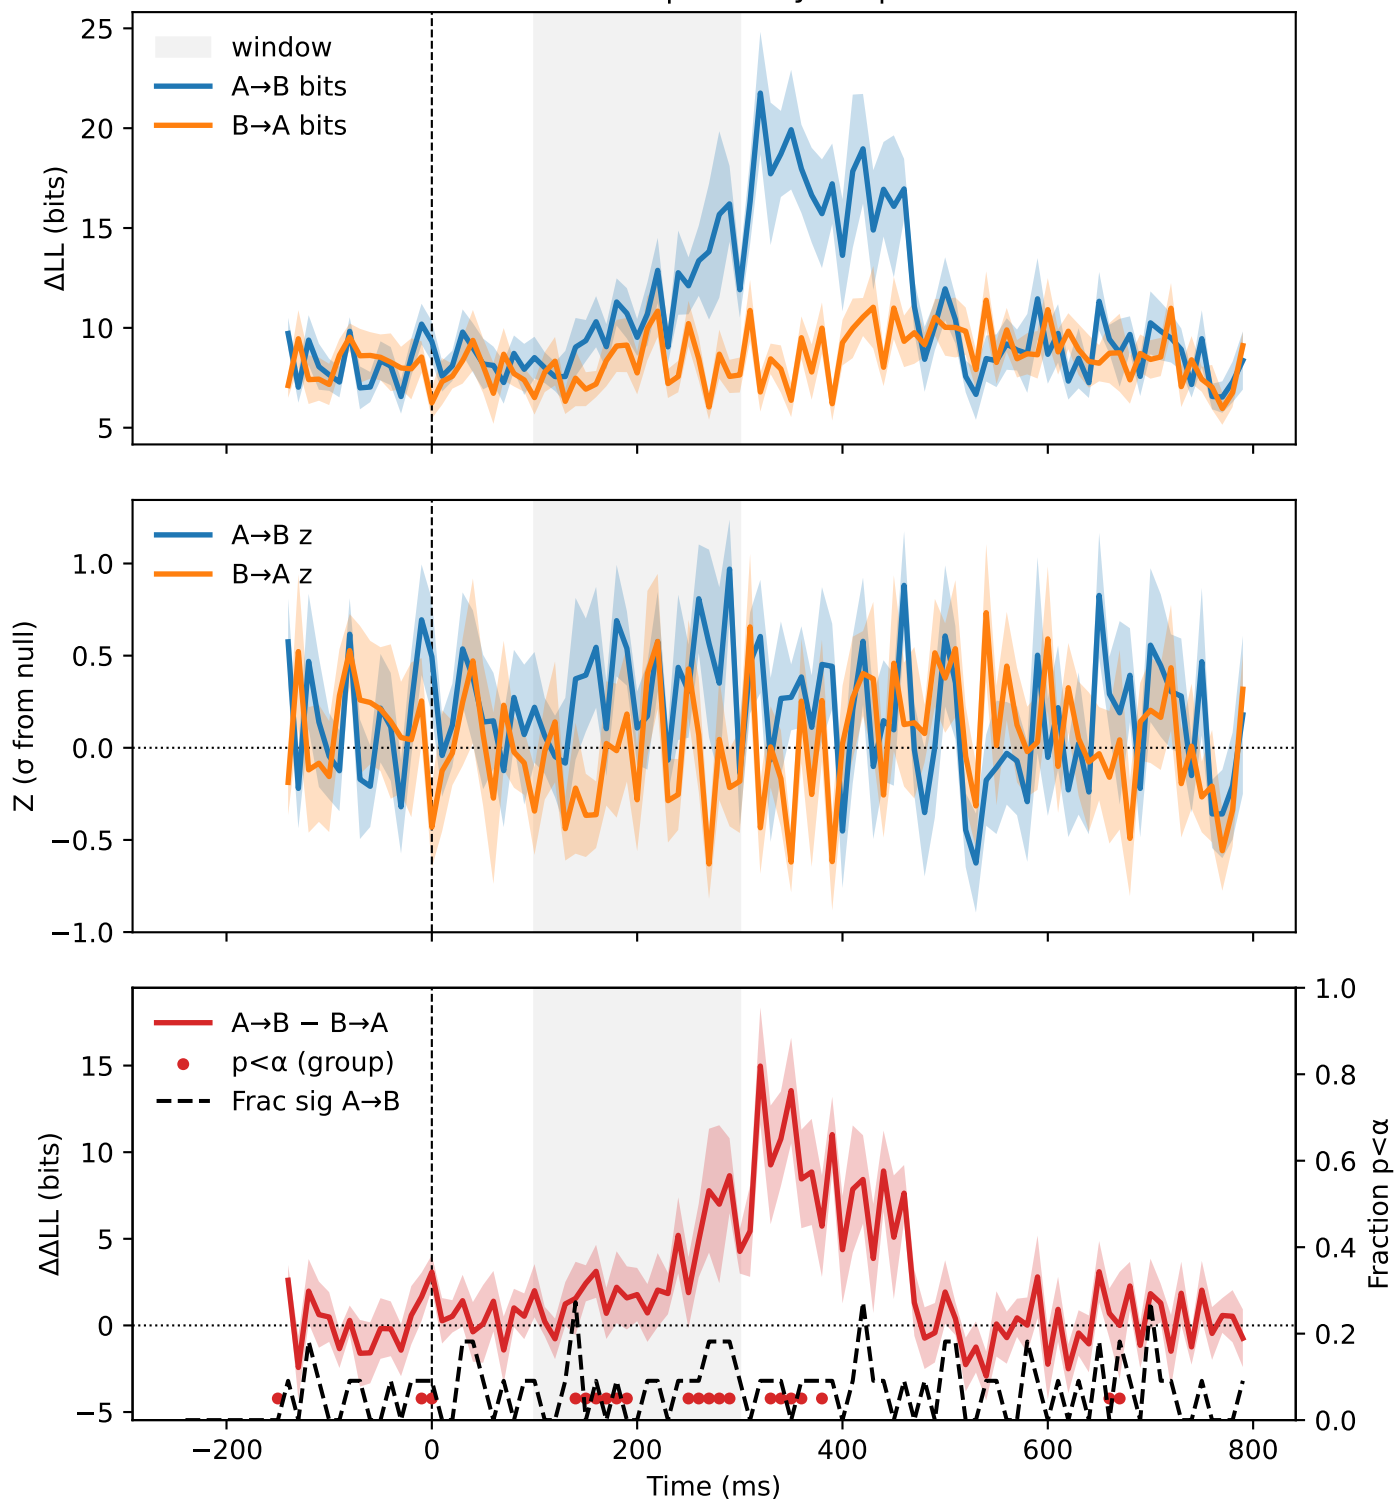 25
20
15
10
5
ΔLL (bits)
window
A→B bits
B→A bits
1.0
0.5
0.0
−0.5
−1.0
Z (σ from null)
A→B z
B→A z
15
10
5
0
−5
ΔΔLL (bits)
A→B − B→A
p<α (group)
Frac sig A→B
1.0
0.8
0.6
0.4
0.2
0.0
Fraction p<α
−200 0 200 400 600 800
Time (ms)